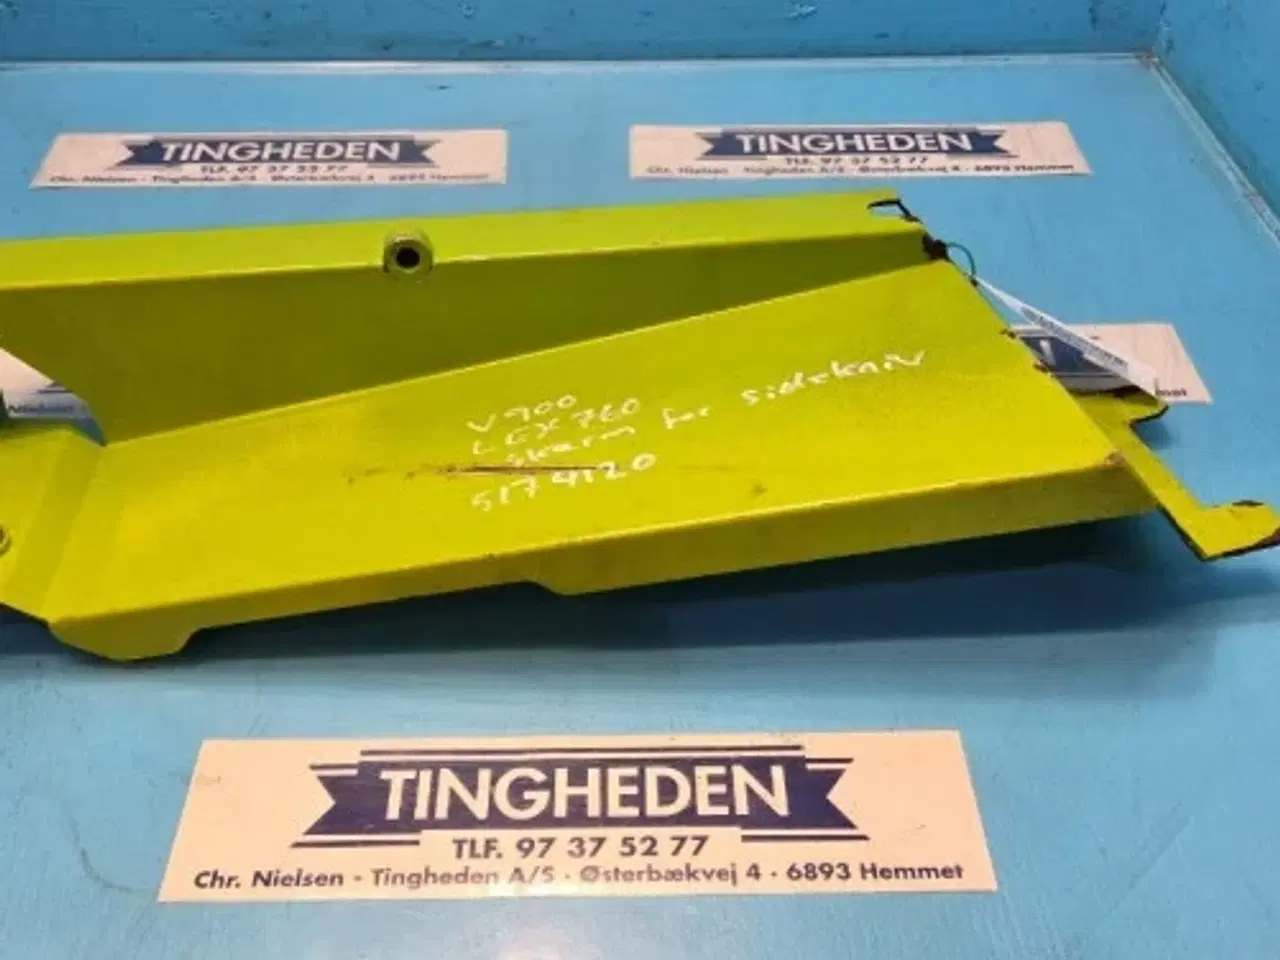 TINGHEDEN
TLF. 97 37 52 77
Chr. Nielsen - Tingheden A/S - Østerbækvej 4 - 6893 Hemmet
TINGHEDEN
TLF. 97 37 52 77
Chr. Nielsen - Tingheden A/S - Østerbækvej 4 - 6893 Hemmet
V900
LEX 760
skærm for sidekniv
5174120
TINGHEDEN
TLF. 97 37 52 77
Chr. Nielsen - Tingheden A/S · Østerbækvej 4 · 6893 Hemmet